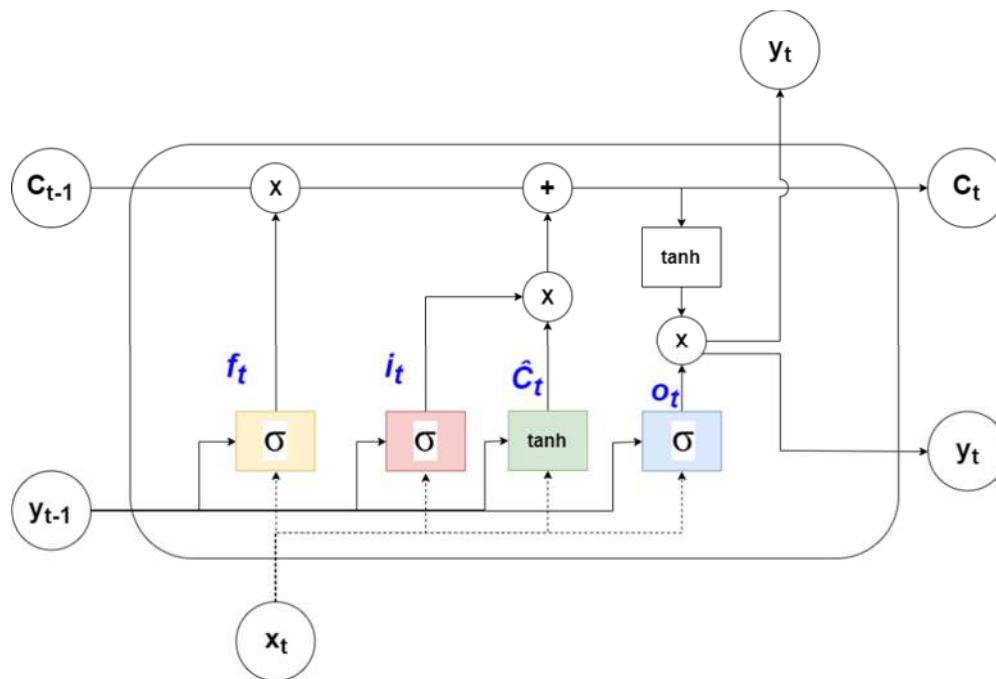 yₜ
Cₜ₋₁
x
+
Cₜ
tanh
x
x
fₜ
iₜ
Ĉₜ
oₜ
σ
σ
tanh
σ
yₜ
yₜ₋₁
xₜ